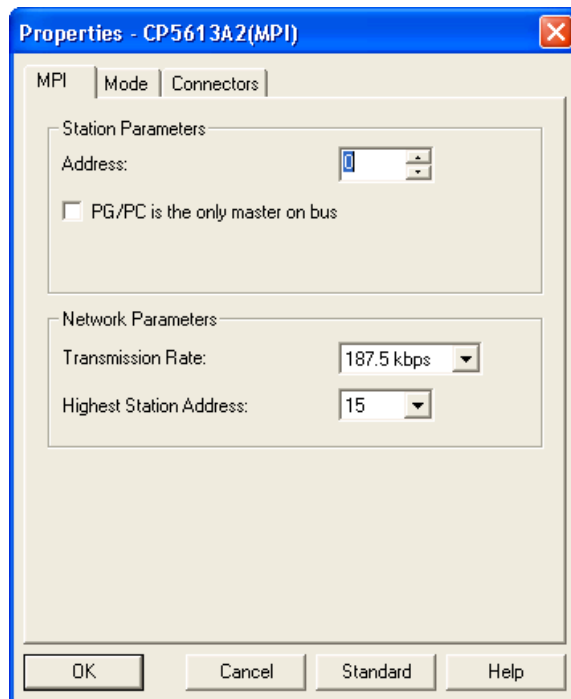 Properties - CP5613A2(MPI)
MPI Mode Connectors
Station Parameters
Address: 0
PG/PC is the only master on bus
Network Parameters
Transmission Rate: 187.5 kbps
Highest Station Address: 15
OK Cancel Standard Help